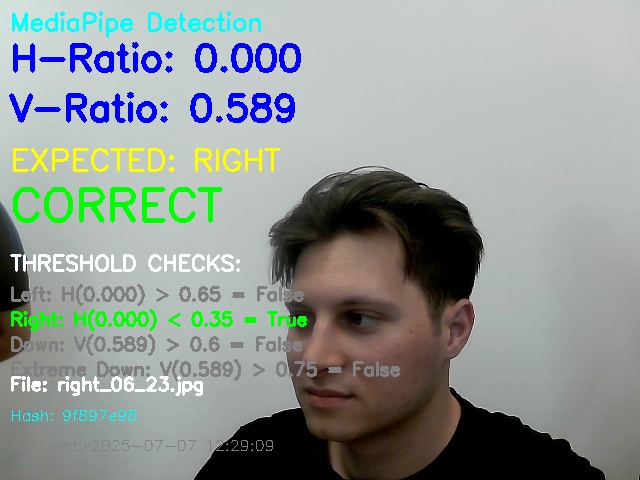 MediaPipe Detection
H-Ratio: 0.000
V-Ratio: 0.589
EXPECTED: RIGHT
CORRECT
THRESHOLD CHECKS:
Left: H(0.000) > 0.65 = False
Right: H(0.000) < 0.35 = True
Down: V(0.589) > 0.6 = False
Extreme Down: V(0.589) > 0.75 = False
File: right_06_23.jpg
Hash: 9f897e98
Analyzed: 2025-07-07 12:29:09